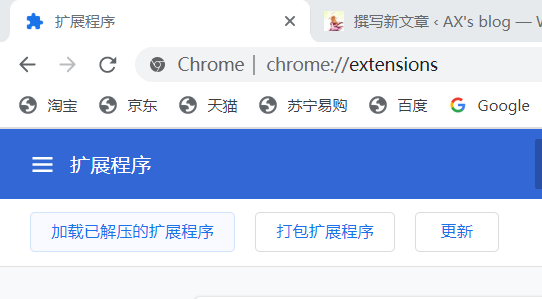 扩展程序
撰写新文章 ‹ AX's blog — W
Chrome | chrome://extensions
淘宝 京东 天猫 苏宁易购 百度 Google
扩展程序
加载已解压的扩展程序 打包扩展程序 更新